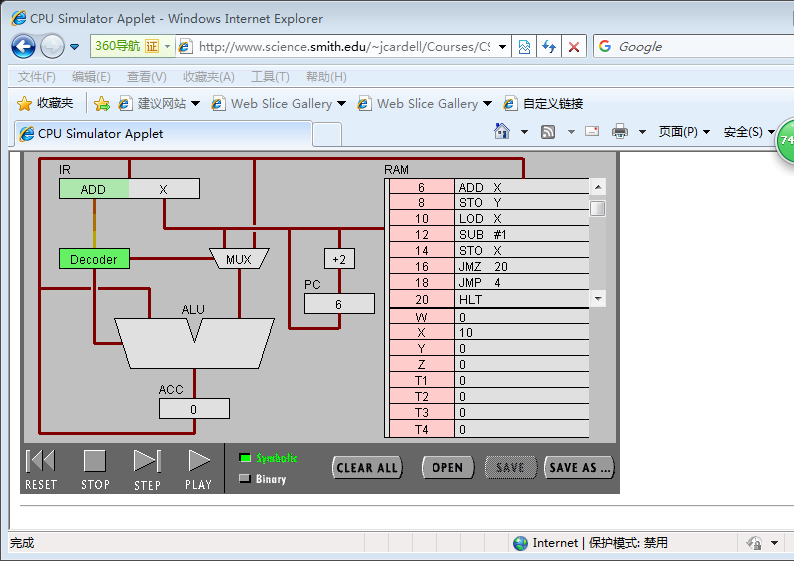 CPU Simulator Applet - Windows Internet Explorer
360导航 证 http://www.science.smith.edu/~jcardell/Courses/CS Google
文件(F) 编辑(E) 查看(V) 收藏夹(A) 工具(T) 帮助(H)
收藏夹 建议网站 Web Slice Gallery Web Slice Gallery 自定义链接
CPU Simulator Applet 页面(P) 安全(S) 74
IR RAM
ADD X
6 ADD X
8 STO Y
10 LOD X
12 SUB #1
14 STO X
16 JMZ 20
18 JMP 4
20 HLT
W 0
X 10
Y 0
Z 0
T1 0
T2 0
T3 0
T4 0
Decoder MUX +2
PC
6
ALU
ACC
0
RESET STOP STEP PLAY
Symbolic
Binary
CLEAR ALL OPEN SAVE SAVE AS ...
完成 Internet | 保护模式: 禁用